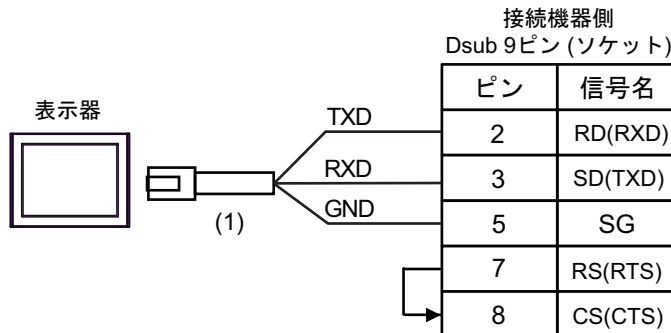 接続機器側
Dsub 9ピン (ソケット)
表示器
(1)
TXD
RXD
GND
ピン 信号名
2 RD(RXD)
3 SD(TXD)
5 SG
7 RS(RTS)
8 CS(CTS)